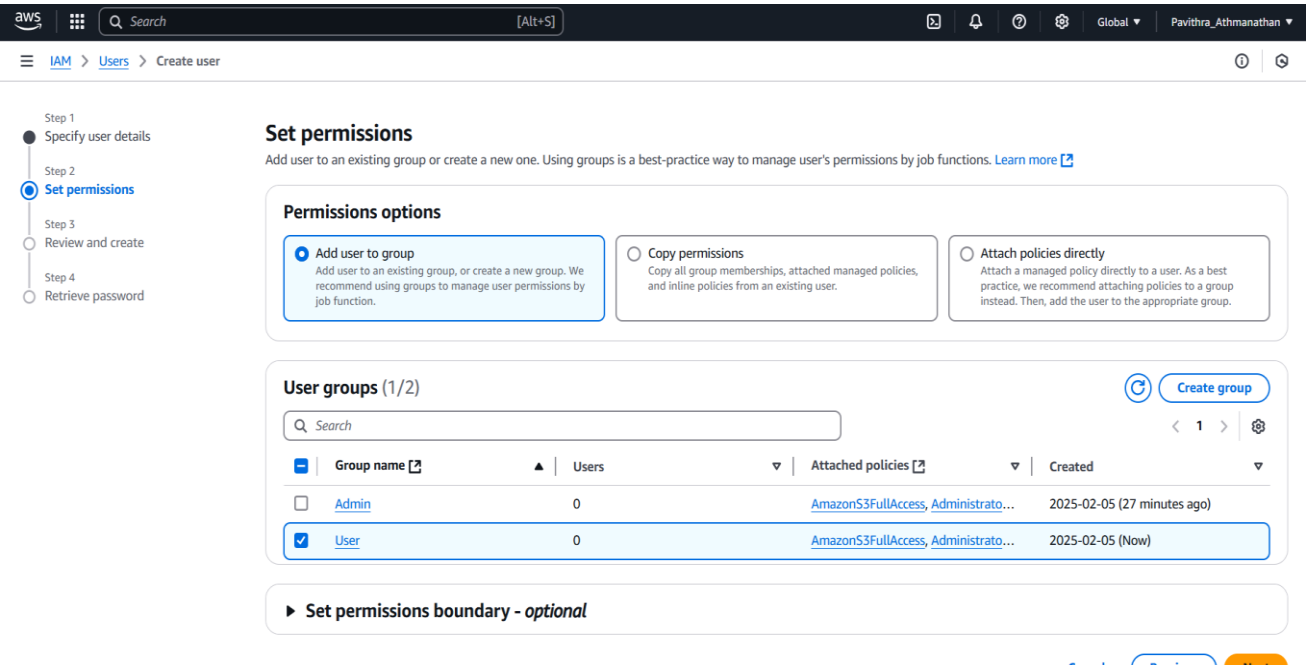 aws Search [Alt+S] Global ▼ Pavithra_Athmanathan ▼
IAM > Users > Create user
Step 1
Specify user details
Step 2
Set permissions
Step 3
Review and create
Step 4
Retrieve password
Set permissions
Add user to an existing group or create a new one. Using groups is a best-practice way to manage user's permissions by job functions. Learn more
Permissions options
Add user to group
Add user to an existing group, or create a new group. We
recommend using groups to manage user permissions by
job function.
Copy permissions
Copy all group memberships, attached managed policies,
and inline policies from an existing user.
Attach policies directly
Attach a managed policy directly to a user. As a best
practice, we recommend attaching policies to a group
instead. Then, add the user to the appropriate group.
User groups (1/2)
Create group
Search
< 1 >
Group name ▲ Users Attached policies Created
Admin 0 AmazonS3FullAccess, Administrato... 2025-02-05 (27 minutes ago)
User 0 AmazonS3FullAccess, Administrato... 2025-02-05 (Now)
▶ Set permissions boundary - optional